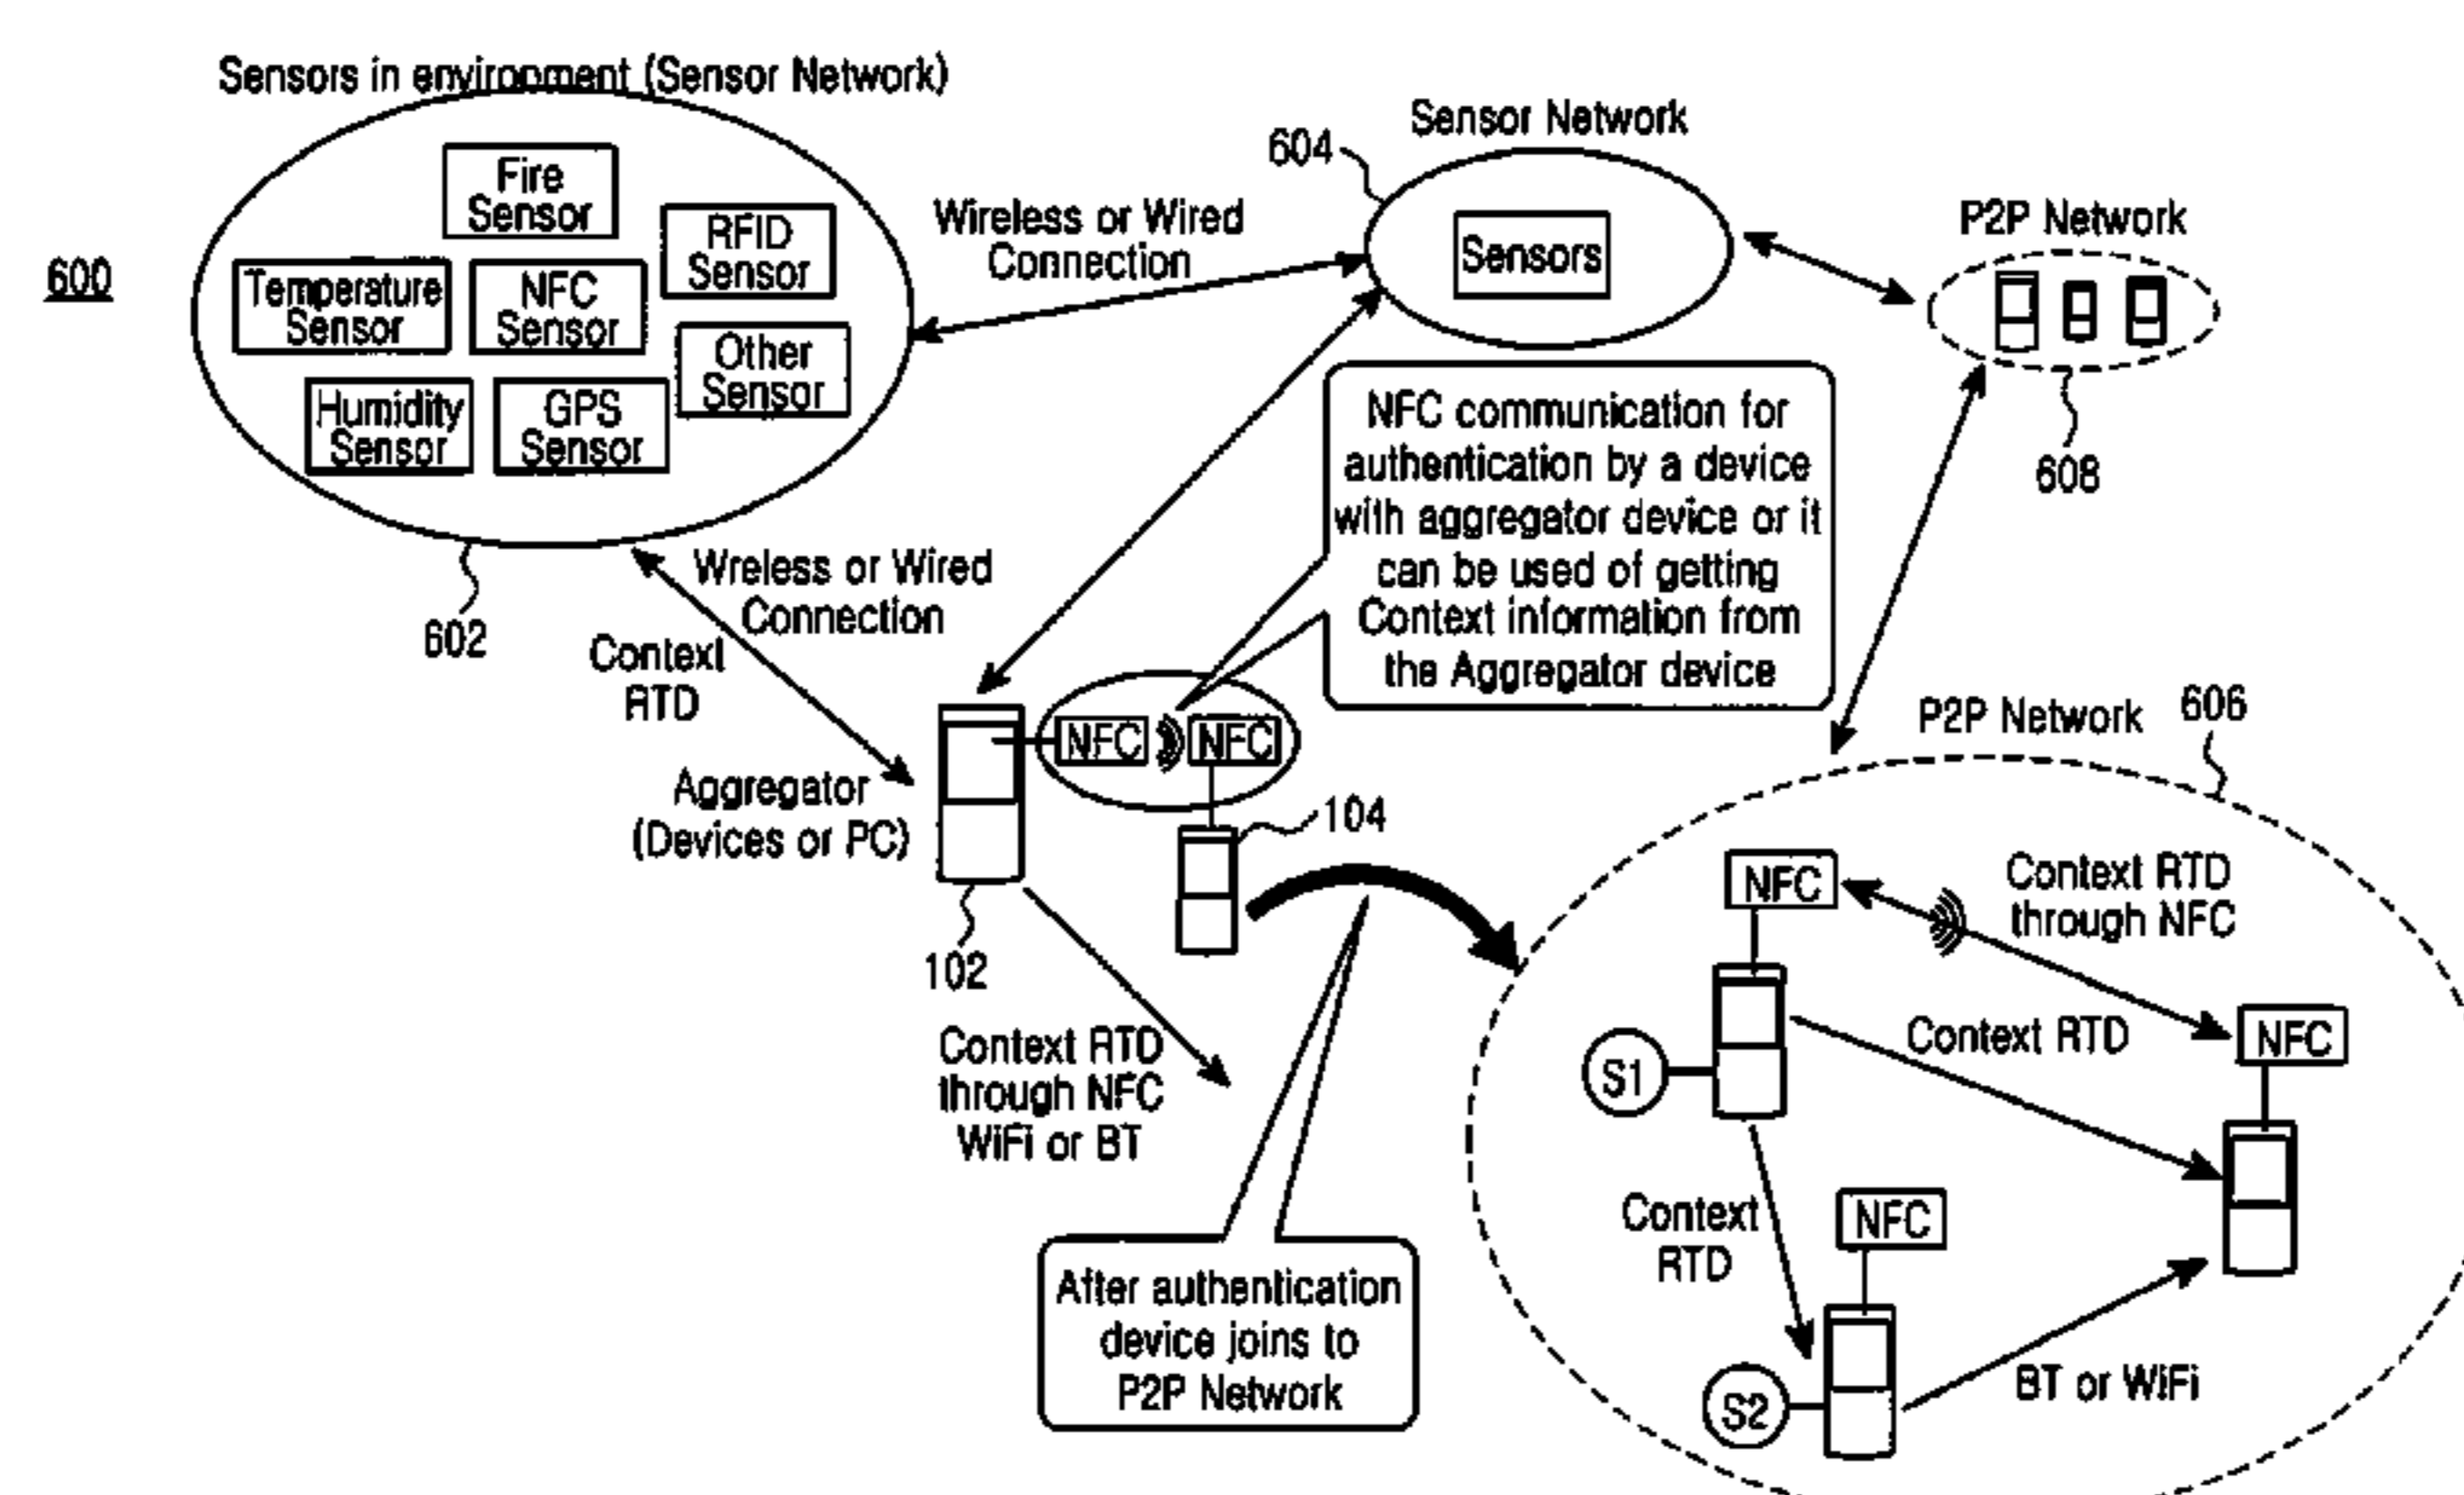 Sensors in environment (Sensor Network)
600
Fire
Sensor
RFID
Sensor
Temperature
Sensor
NFC
Sensor
Other
Sensor
Humidity
Sensor
GPS
Sensor
602
Wireless or Wired
Connection
604
Sensor Network
Sensors
P2P Network
608
NFC communication for
authentication by a device
with aggregator device or it
can be used of getting
Context information from
the Aggregator device
Wreless or Wired
Connection
Context
RTD
Aggregator
(Devices or PC)
NFC
NFC
104
102
Context RTD
through NFC
WiFi or BT
After authentication
device joins to
P2P Network
P2P Network
606
NFC
Context RTD
through NFC
Context RTD
NFC
S1
Context
RTD
NFC
S2
BT or WiFi